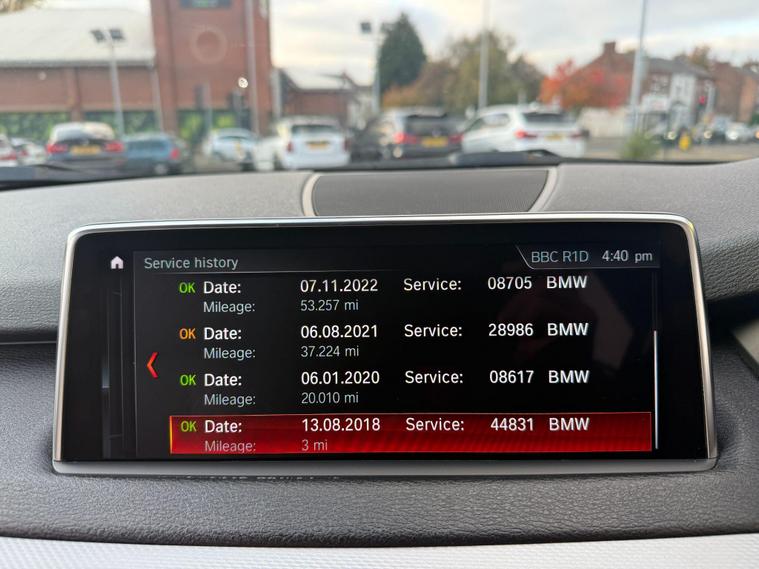 Service history BBC R1D 4:40 pm
OK Date: 07.11.2022 Service: 08705 BMW
Mileage: 53.257 mi
OK Date: 06.08.2021 Service: 28986 BMW
Mileage: 37.224 mi
OK Date: 06.01.2020 Service: 08617 BMW
Mileage: 20.010 mi
OK Date: 13.08.2018 Service: 44831 BMW
Mileage: 3 mi